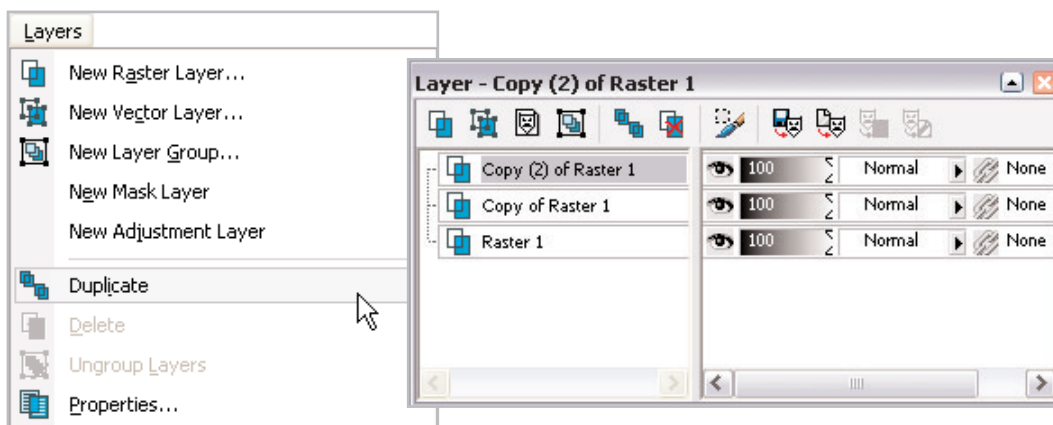 Layers
New Raster Layer...
New Vector Layer...
New Layer Group...
New Mask Layer
New Adjustment Layer
Duplicate
Delete
Ungroup Layers
Properties...
Layer - Copy (2) of Raster 1
Copy (2) of Raster 1 100 Normal None
Copy of Raster 1 100 Normal None
Raster 1 100 Normal None